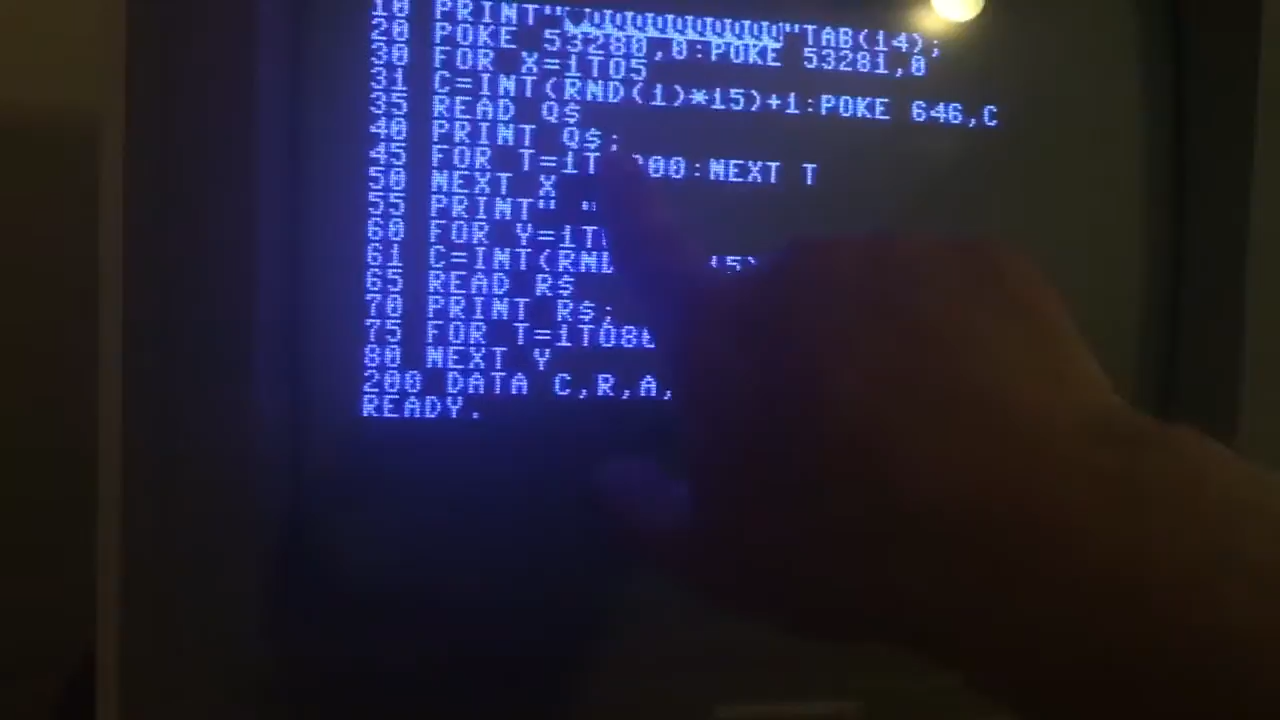 10 PRINT" "TAB(14);
20 POKE 53280,0:POKE 53281,0
30 FOR X=1TO5
31 C=INT(RND(1)*15)+1:POKE 646,C
35 READ Q$
40 PRINT Q$;
45 FOR T=1T 00:NEXT T
50 NEXT X
55 PRINT" "
60 FOR Y=1T
61 C=INT(RND 15)
65 READ R$
70 PRINT R$;
75 FOR T=1TO8
80 NEXT Y
200 DATA C,R,A,
READY.